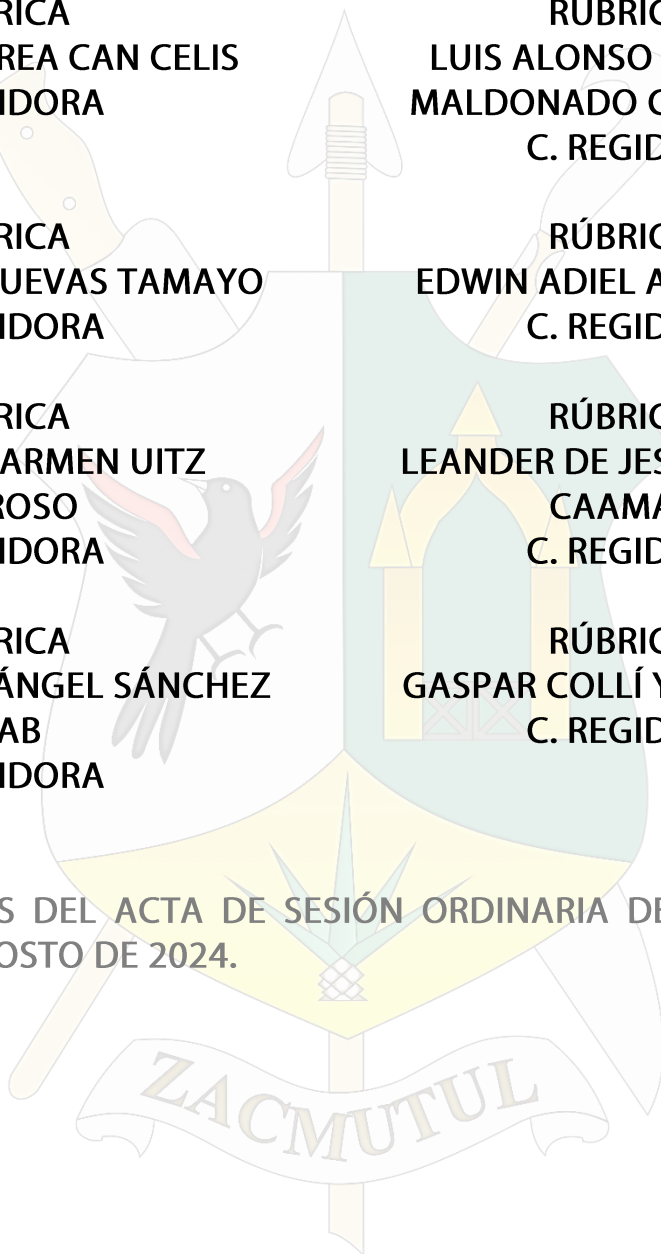 RICA
REA CAN CELIS
IDORA
RÚBRIC
LUIS ALONSO
MALDONADO C
C. REGID
RICA
UEVAS TAMAYO
IDORA
RÚBRIC
EDWIN ADIEL A
C. REGID
RICA
ARMEN UITZ
ROSO
IDORA
RÚBRIC
LEANDER DE JES
CAAMA
C. REGID
RICA
ÁNGEL SÁNCHEZ
AB
IDORA
RÚBRIC
GASPAR COLLÍ Y
C. REGID
S DEL ACTA DE SESIÓN ORDINARIA DE
OSTO DE 2024.
ZACMUTUL